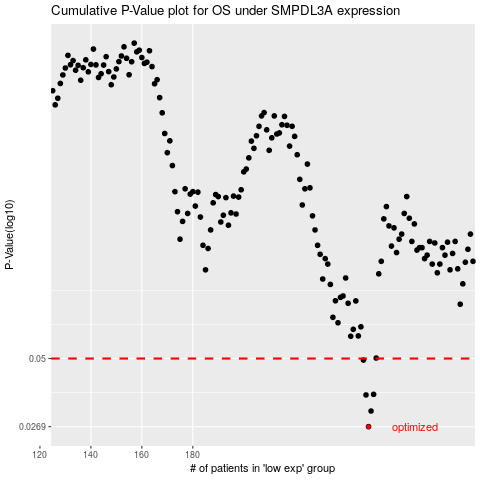 Cumulative P-Value plot for OS under SMPDL3A expression
P-Value(log10)
0.05
0.0269
optimized
120 140 160 180
# of patients in 'low exp' group